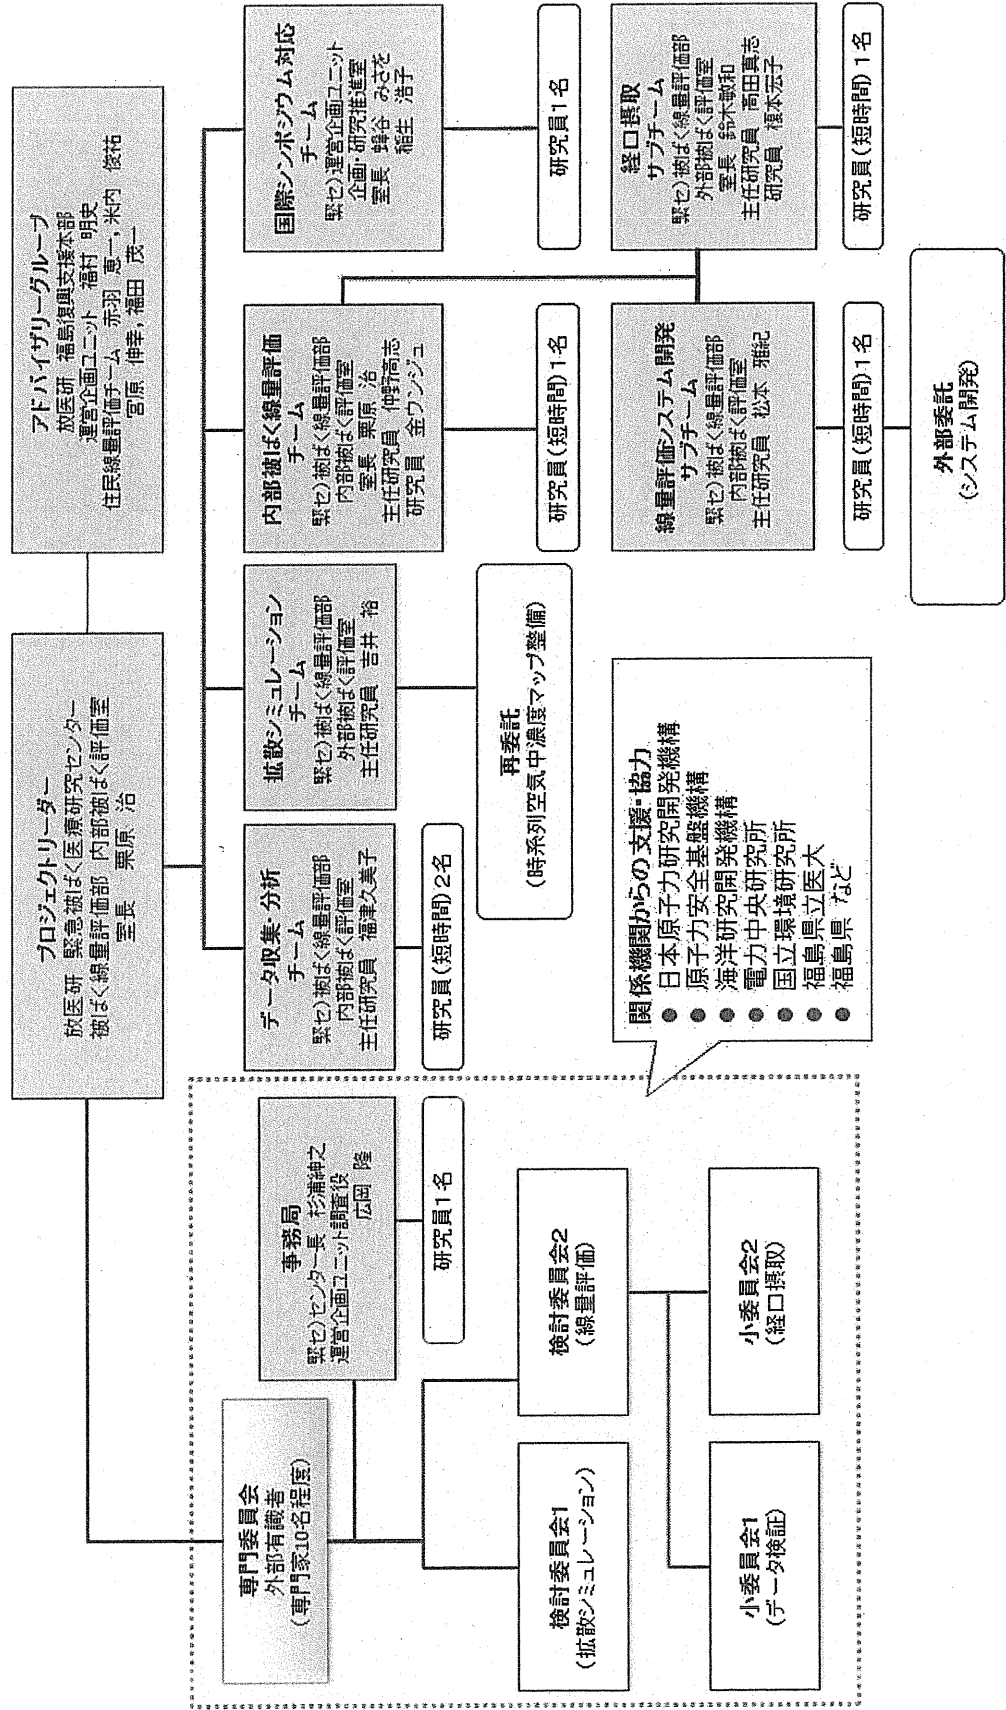 プロジェクトリーダー
放医研 緊急被ばく医療研究センター
被ばく線量評価部 内部被ばく評価室
室長 栗原 治
アドバイザリーグループ
放医研 福島復興支援本部
運営企画ユニット 福村 明史
住民線量評価チーム 赤羽 恵一, 米内 俊祐
宮原 伸幸, 福田 茂一
専門委員会
外部有識者
(専門家10名程度)
事務局
緊セ)センター長 杉浦紳之
運営企画ユニット調査役
広岡 隆
研究員1名
検討委員会1
(拡散シミュレーション)
検討委員会2
(線量評価)
小委員会1
(データ検証)
小委員会2
(経口摂取)
データ収集・分析
チーム
緊セ)被ばく線量評価部
内部被ばく評価室
主任研究員 福津久美子
研究員(短時間)2名
拡散シミュレーション
チーム
緊セ)被ばく線量評価部
外部被ばく評価室
主任研究員 吉井 裕
再委託
(時系列空気中濃度マップ整備)
内部被ばく線量評価
チーム
緊セ)被ばく線量評価部
内部被ばく評価室
室長 栗原 治
主任研究員 仲野高志
研究員 金ウンジュ
研究員(短時間)1名
国際シンポジウム対応
チーム
緊セ)運営企画ユニット
企画・研究推進室
室長 蜂谷 みさを
稲生 浩子
研究員1名
線量評価システム開発
サブチーム
緊セ)被ばく線量評価部
内部被ばく評価室
主任研究員 松本 雅紀
研究員(短時間)1名
外部委託
(システム開発)
経口摂取
サブチーム
緊セ)被ばく線量評価部
外部被ばく評価室
室長 鈴木敏和
主任研究員 高田真志
研究員 榎本宏子
研究員(短時間)1名
関係機関からの支援・協力
● 日本原子力研究開発機構
● 原子力安全基盤機構
● 海洋研究開発機構
● 電力中央研究所
● 国立環境研究所
● 福島県立医大
● 福島県 など